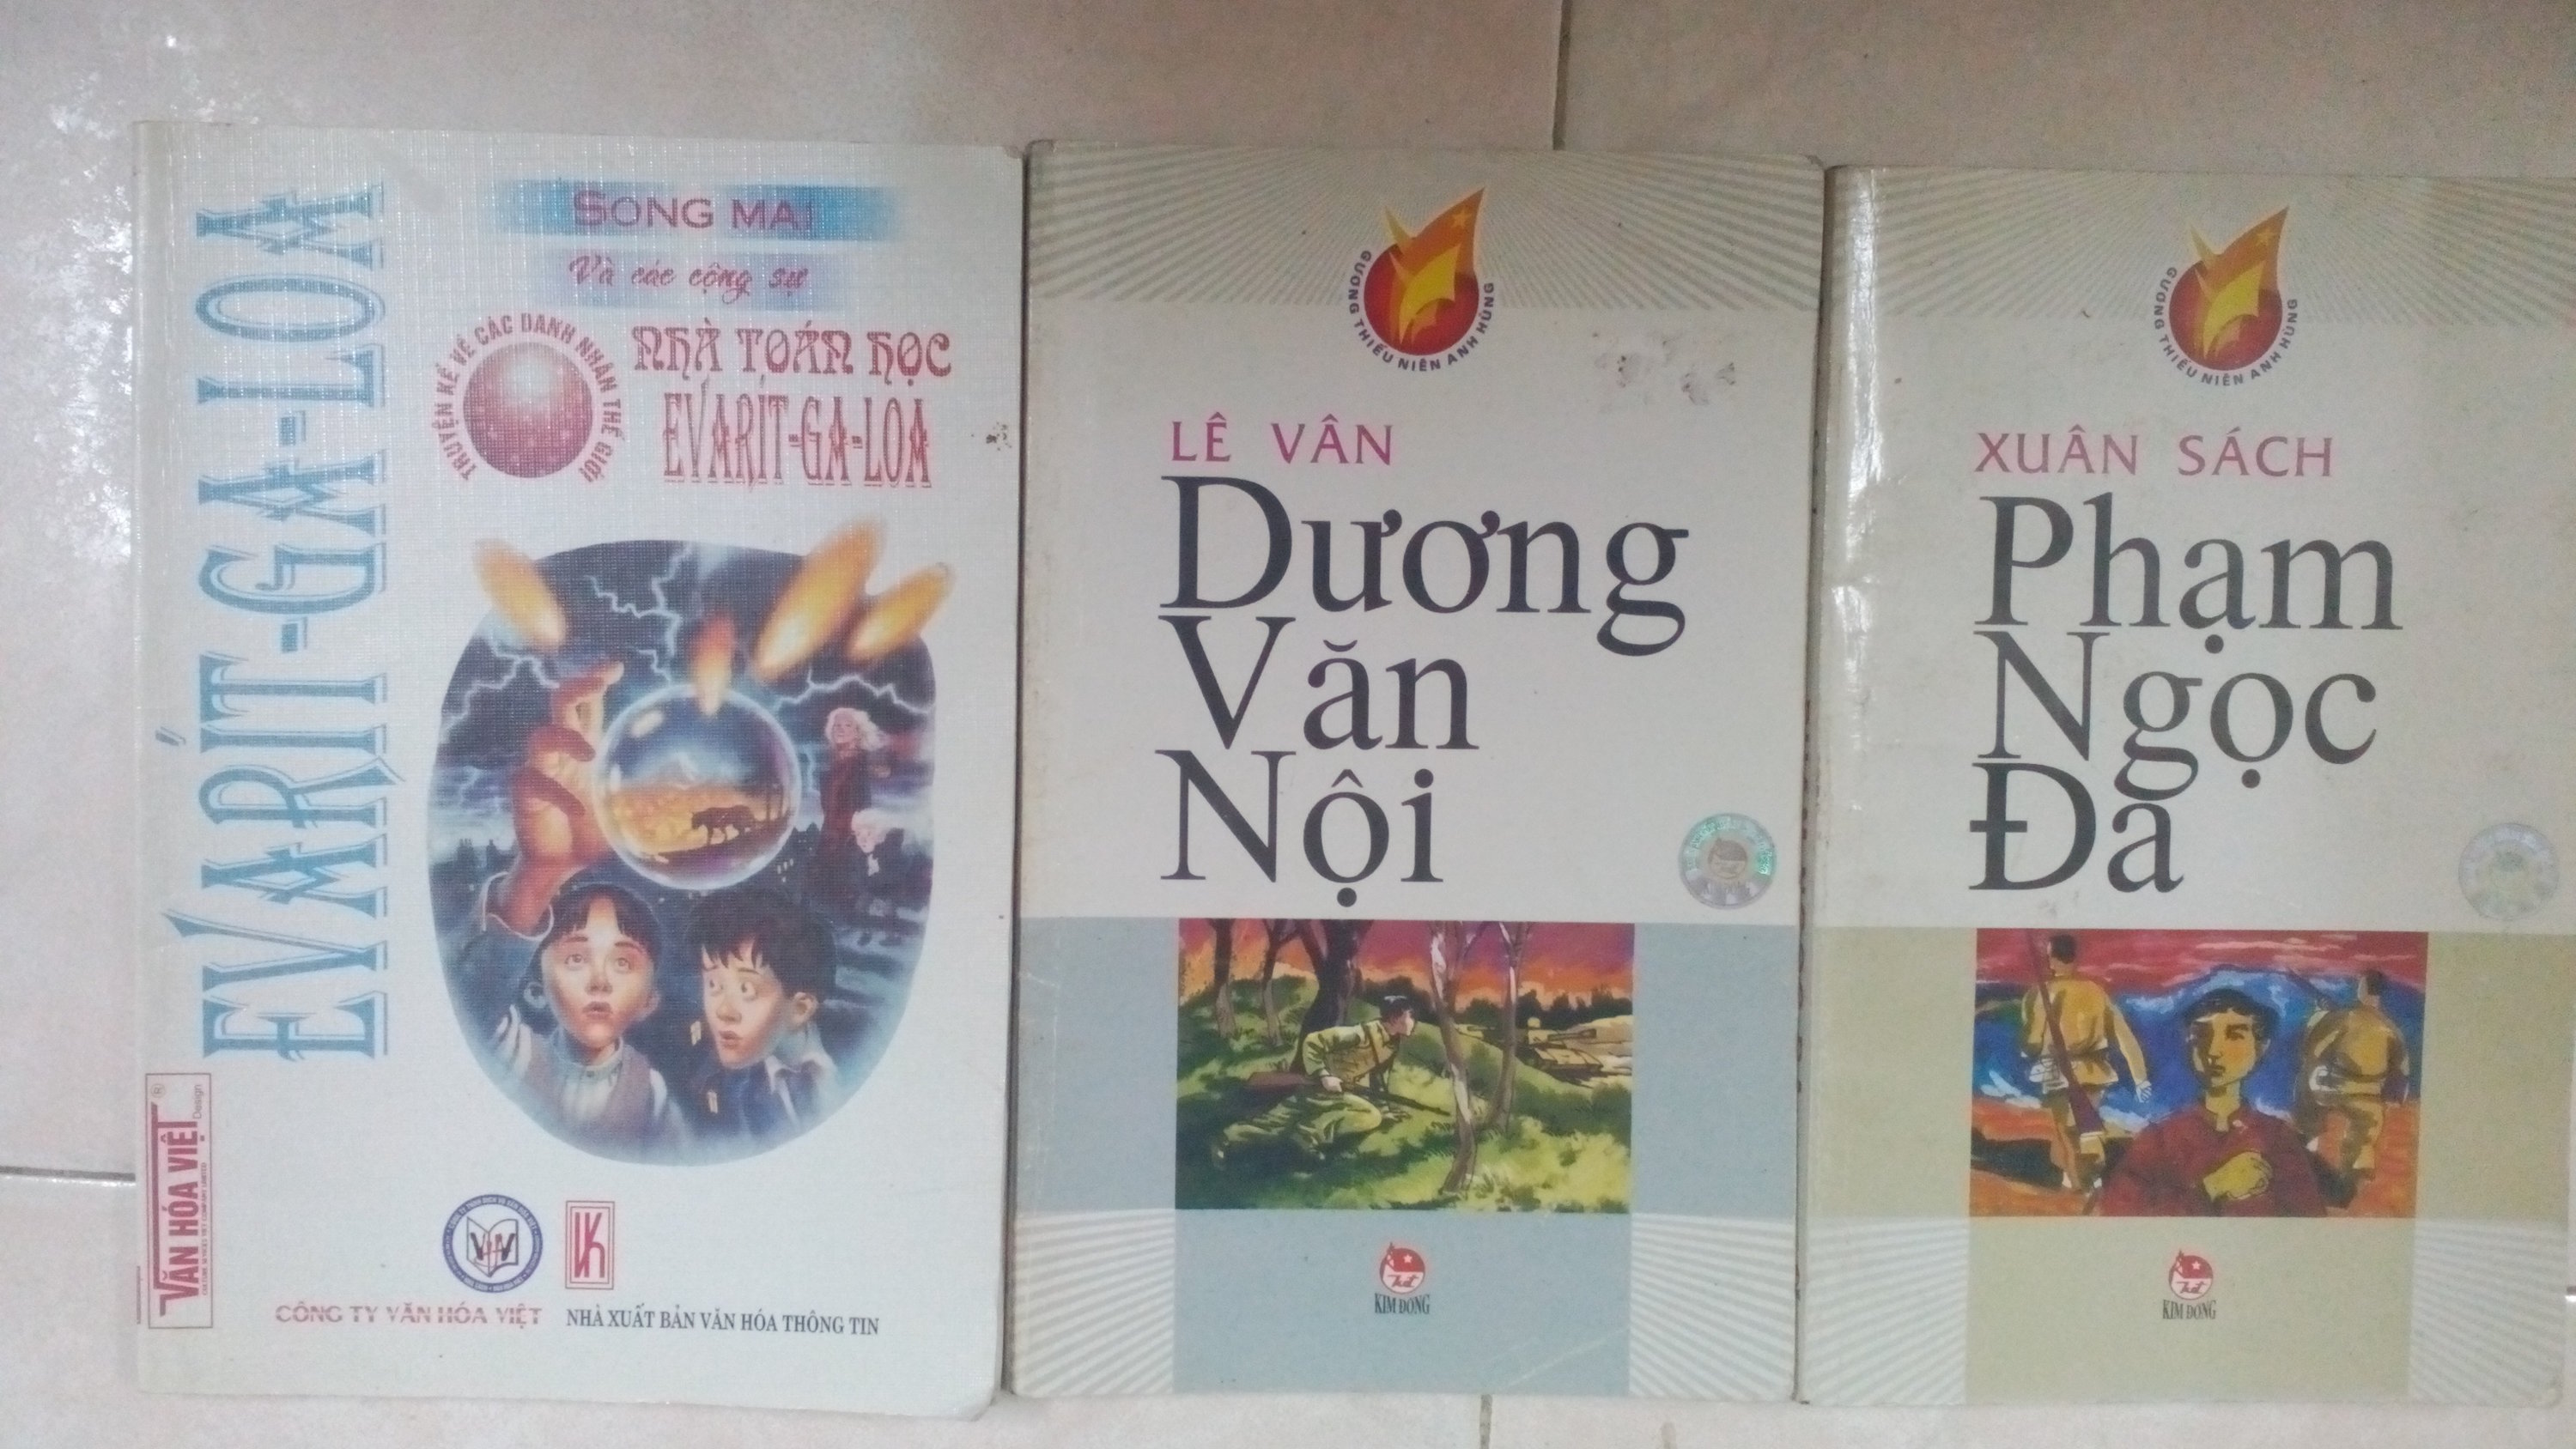 EVARÍT-GA-LOA
SONG MAI
Và các cộng sự
TRUYỆN KỂ VỀ CÁC DANH NHÂN THẾ GIỚI
NHÀ TOÁN HỌC
EVARÍT-GA-LOA
VĂN HÓA VIỆT
Design
CÔNG TY VĂN HÓA VIỆT
NHÀ XUẤT BẢN VĂN HÓA THÔNG TIN
GƯƠNG THIẾU NIÊN ANH HÙNG
LÊ VÂN
Dương
Văn
Nội
KIM ĐỒNG
GƯƠNG THIẾU NIÊN ANH HÙNG
XUÂN SÁCH
Phạm
Ngọc
Đa
KIM ĐỒNG